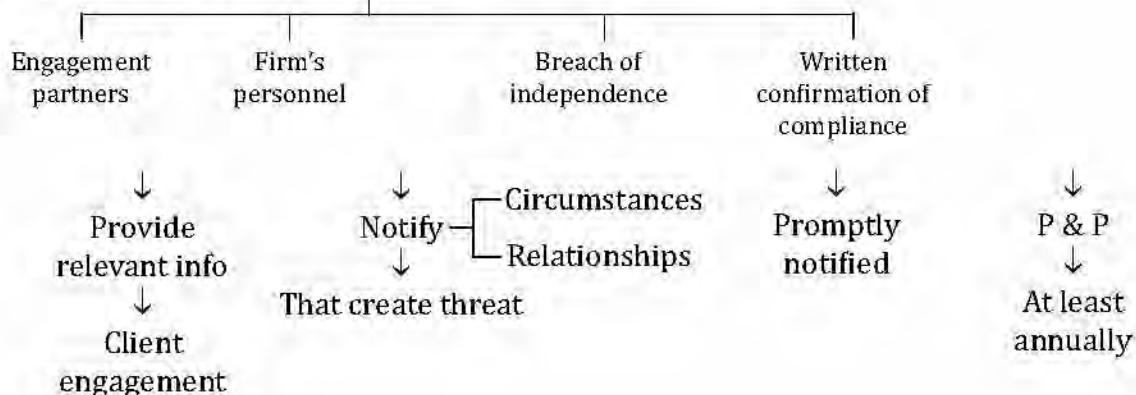 Engagement
partners
Firm's
personnel
Breach of
independence
Written
confirmation of
compliance
Provide
relevant info
Client
engagement
Notify
Circumstances
Relationships
That create threat
Promptly
notified
P & P
At least
annually